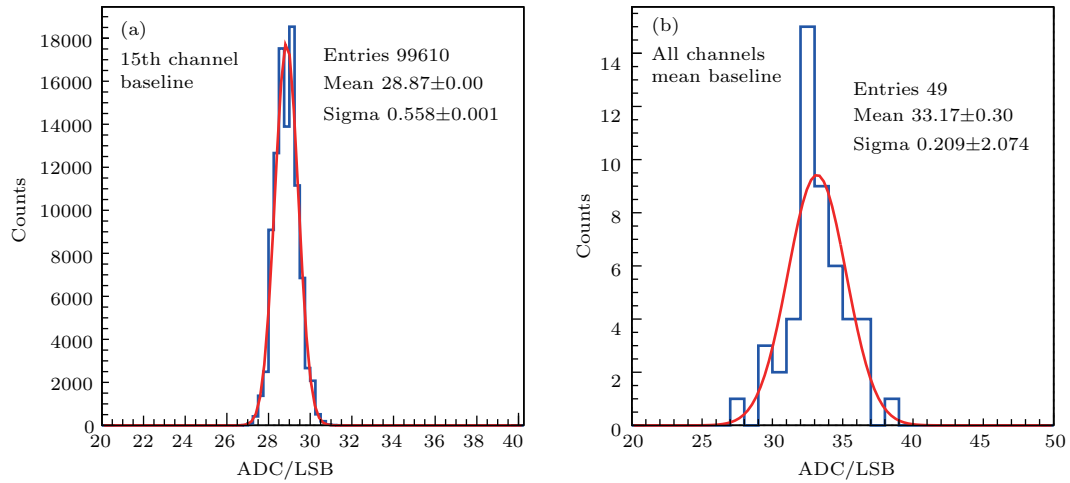 (a)
15th channel
baseline
Entries 99610
Mean 28.87±0.00
Sigma 0.558±0.001
18000
16000
14000
12000
10000
8000
6000
4000
2000
0
Counts
20 22 24 26 28 30 32 34 36 38 40
ADC/LSB
(b)
All channels
mean baseline
Entries 49
Mean 33.17±0.30
Sigma 0.209±2.074
14
12
10
8
6
4
2
0
Counts
20 30 35 40 45 50
ADC/LSB